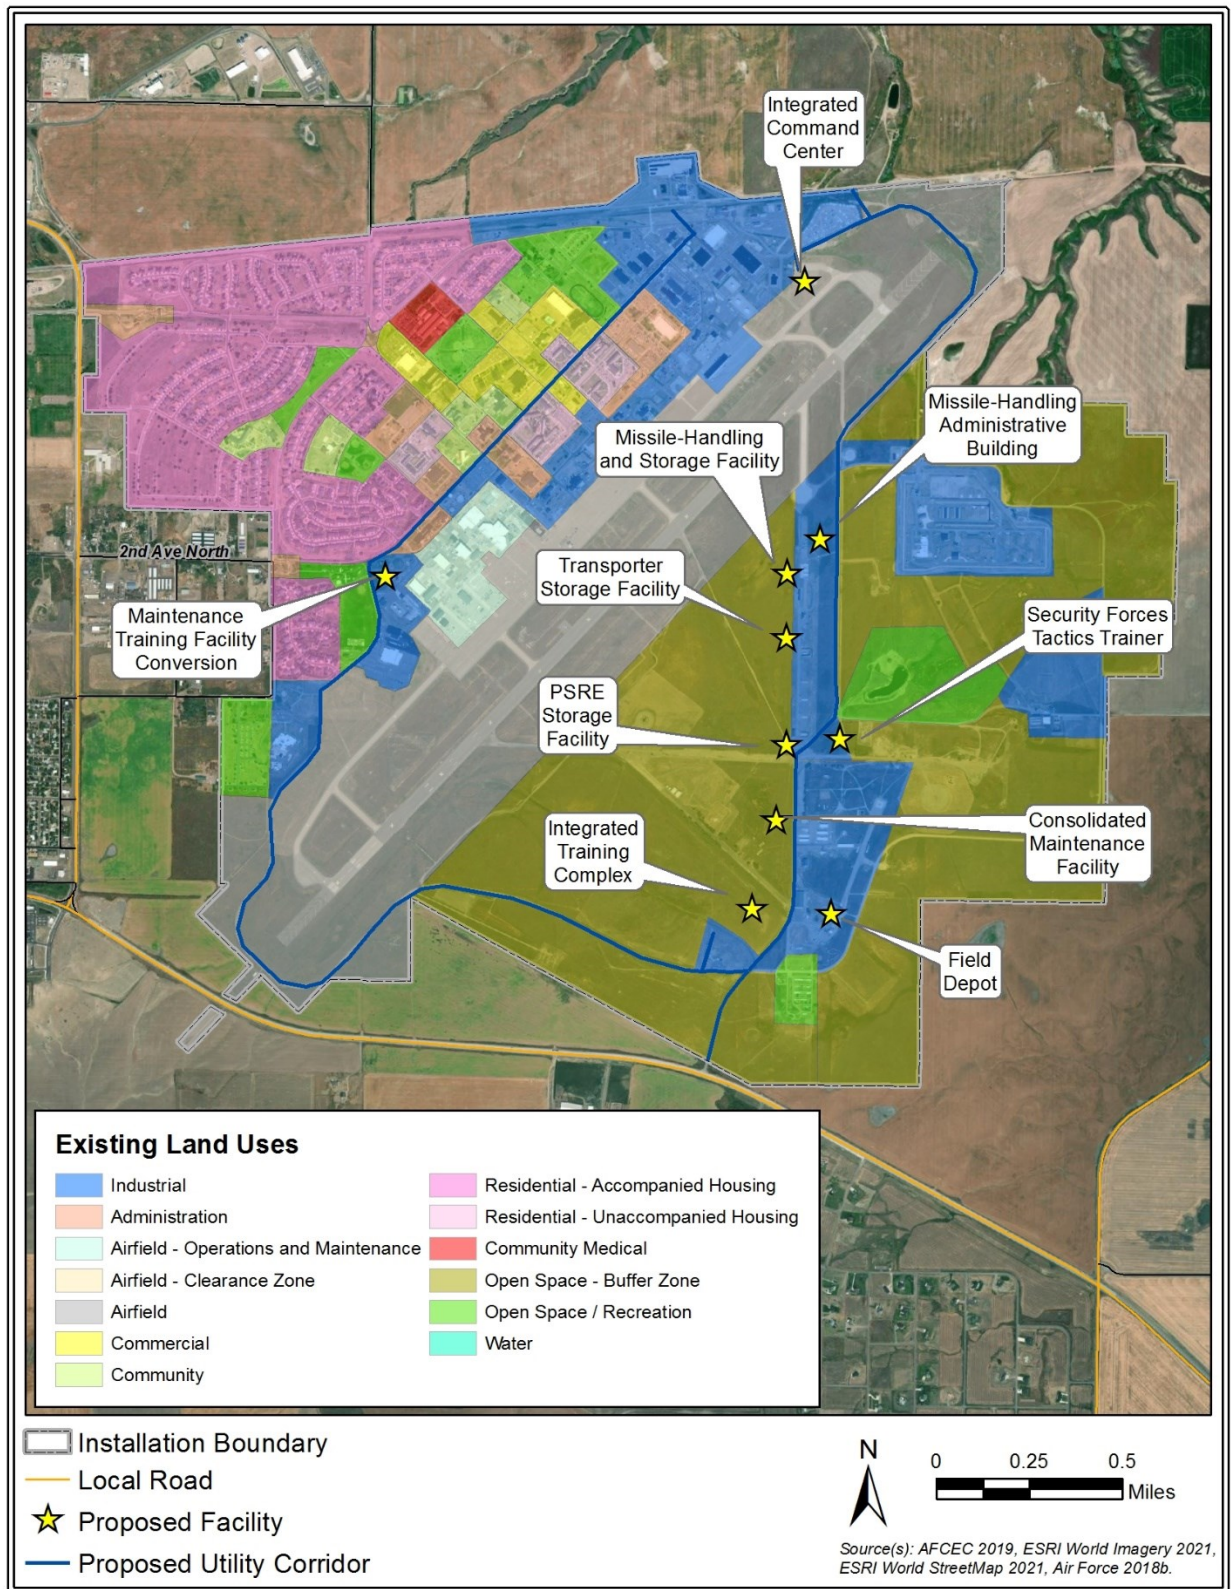 Integrated
Command
Center
Missile-Handling
Administrative
Building
Missile-Handling
and Storage Facility
2nd Ave North
Transporter
Storage Facility
Maintenance
Training Facility
Conversion
Security Forces
Tactics Trainer
PSRE
Storage
Facility
Integrated
Training
Complex
Consolidated
Maintenance
Facility
Field
Depot
Existing Land Uses
Industrial
Administration
Airfield - Operations and Maintenance
Airfield - Clearance Zone
Airfield
Commercial
Community
Residential - Accompanied Housing
Residential - Unaccompanied Housing
Community Medical
Open Space - Buffer Zone
Open Space / Recreation
Water
Installation Boundary
Local Road
Proposed Facility
Proposed Utility Corridor
N
0 0.25 0.5
Miles
Source(s): AFCEC 2019, ESRI World Imagery 2021,
ESRI World StreetMap 2021, Air Force 2018b.